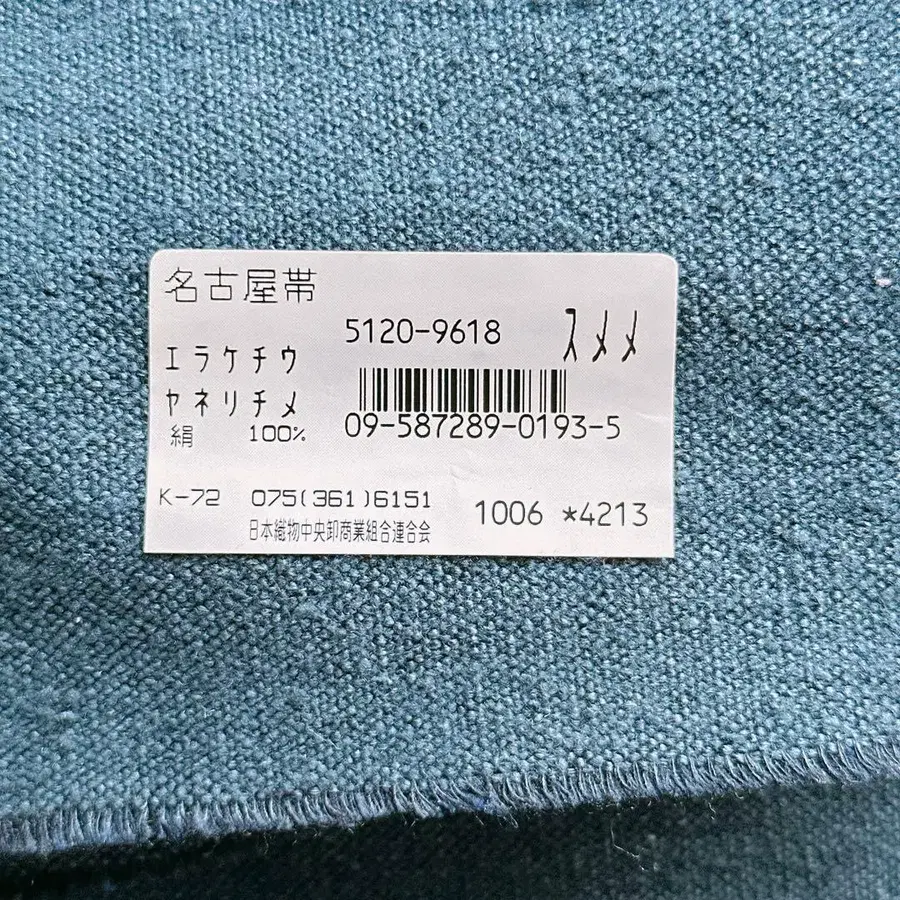 名古屋帯
5120-9618
スメメ
エラケチウ
ヤネリチメ
09-587289-0193-5
絹 100%
K-72 075(361)6151
日本織物中央卸商業組合連合会
1006 *4213